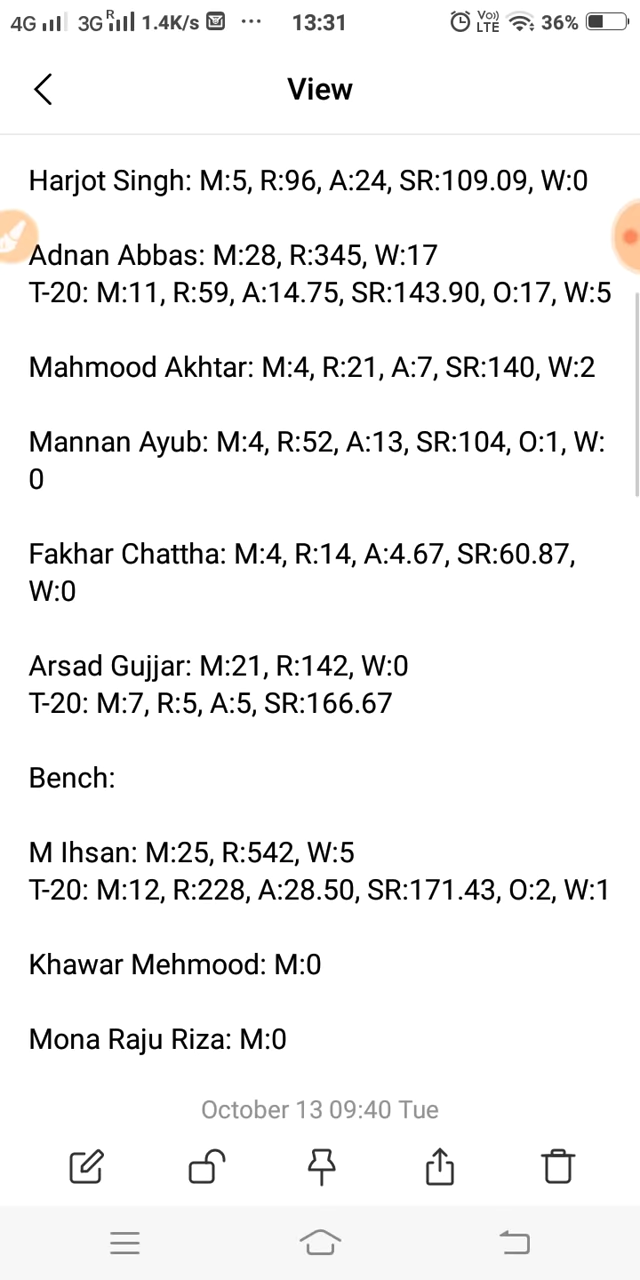 4G 3G R 1.4K/s ... 13:31 Vo)) LTE 36%
View
Harjot Singh: M:5, R:96, A:24, SR:109.09, W:0
Adnan Abbas: M:28, R:345, W:17
T-20: M:11, R:59, A:14.75, SR:143.90, O:17, W:5
Mahmood Akhtar: M:4, R:21, A:7, SR:140, W:2
Mannan Ayub: M:4, R:52, A:13, SR:104, O:1, W:
0
Fakhar Chattha: M:4, R:14, A:4.67, SR:60.87,
W:0
Arsad Gujjar: M:21, R:142, W:0
T-20: M:7, R:5, A:5, SR:166.67
Bench:
M Ihsan: M:25, R:542, W:5
T-20: M:12, R:228, A:28.50, SR:171.43, O:2, W:1
Khawar Mehmood: M:0
Mona Raju Riza: M:0
October 13 09:40 Tue